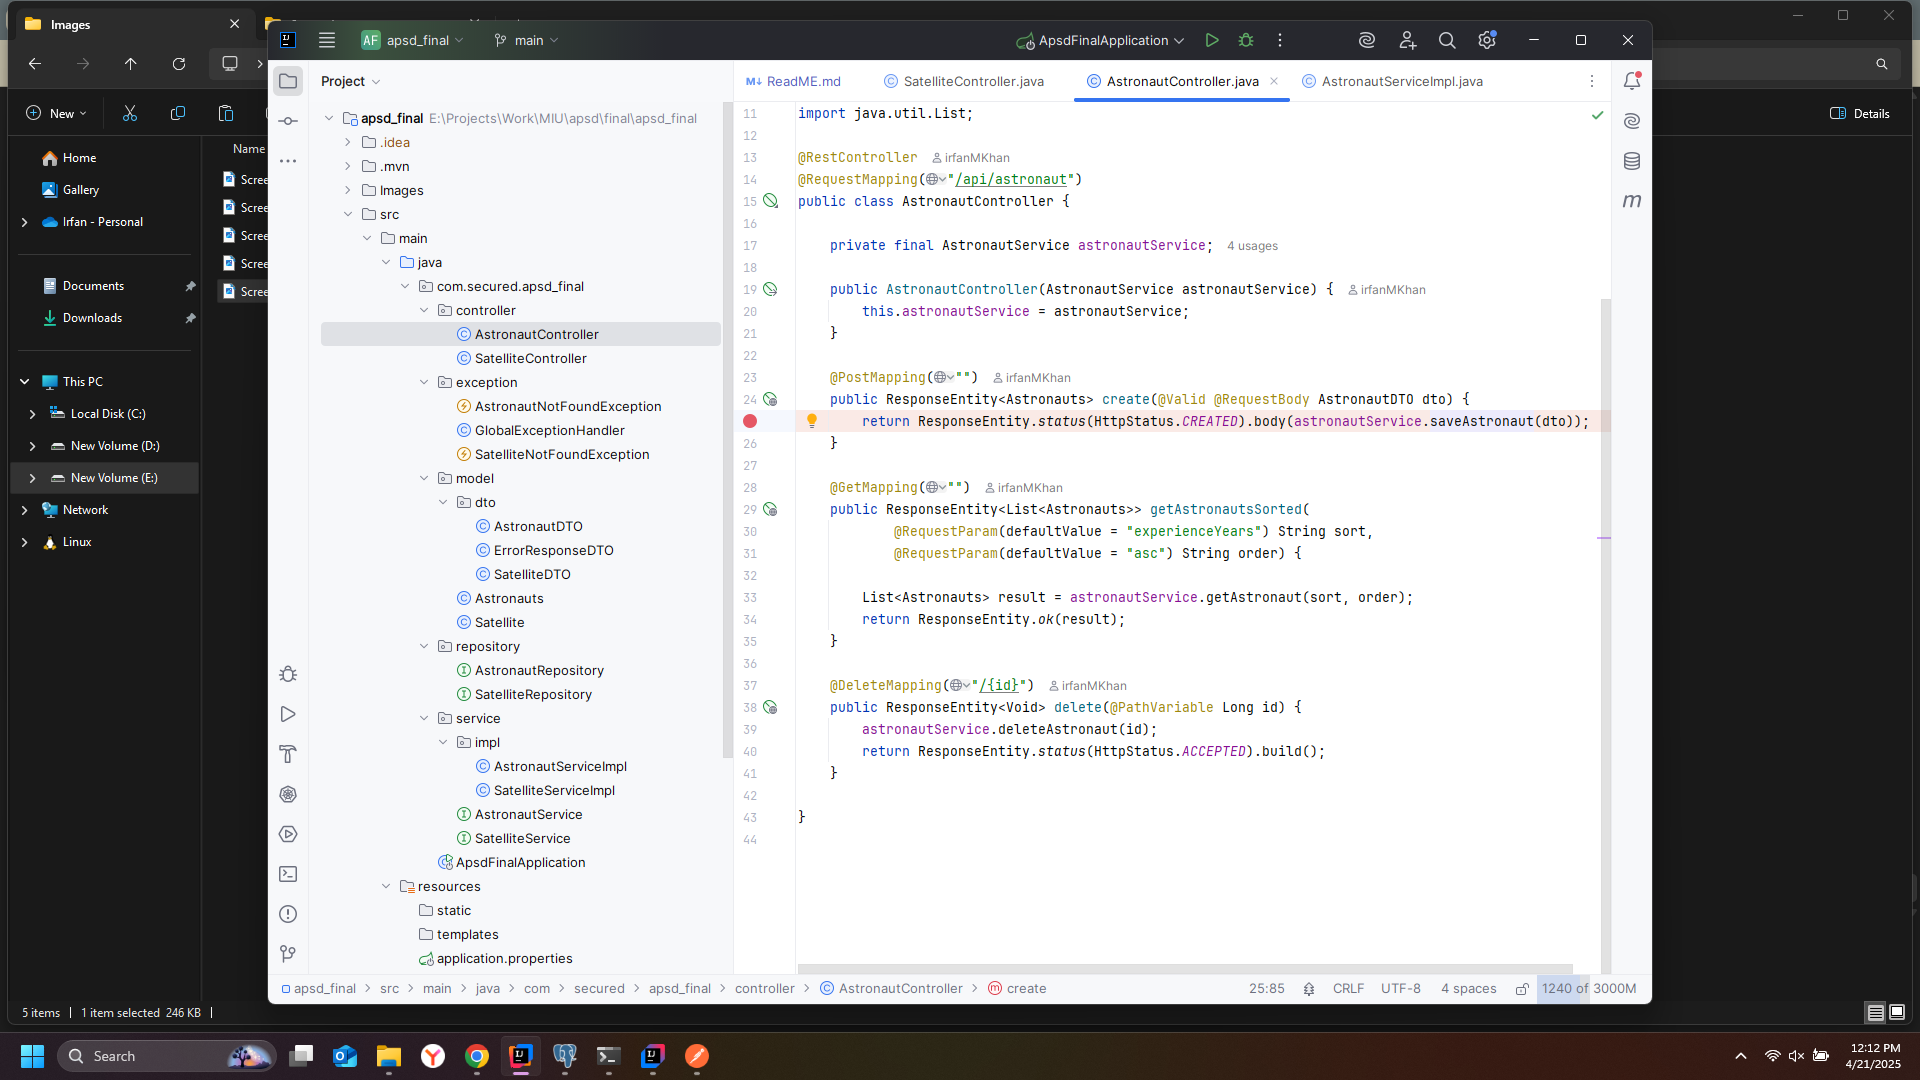 Images
New
Details
Name
Home
Gallery
Irfan - Personal
Documents
Downloads
This PC
Local Disk (C:)
New Volume (D:)
New Volume (E:)
Network
Linux
Scree
Scree
Scree
Scree
Scree
5 items | 1 item selected 246 KB |
AF apsd_final main
ApsdFinalApplication
Project
apsd_final E:\Projects\Work\MIU\apsd\final\apsd_final
.idea
.mvn
Images
src
main
java
com.secured.apsd_final
controller
AstronautController
SatelliteController
exception
AstronautNotFoundException
GlobalExceptionHandler
SatelliteNotFoundException
model
dto
AstronautDTO
ErrorResponseDTO
SatelliteDTO
Astronauts
Satellite
repository
AstronautRepository
SatelliteRepository
service
impl
AstronautServiceImpl
SatelliteServiceImpl
AstronautService
SatelliteService
ApsdFinalApplication
resources
static
templates
application.properties
M↓ ReadME.md SatelliteController.java AstronautController.java AstronautServiceImpl.java
11 import java.util.List;
12
13 @RestController irfanMKhan
14 @RequestMapping("/api/astronaut")
15 public class AstronautController {
16
17 private final AstronautService astronautService; 4 usages
18
19 public AstronautController(AstronautService astronautService) { irfanMKhan
20 this.astronautService = astronautService;
21 }
22
23 @PostMapping("") irfanMKhan
24 public ResponseEntity<Astronauts> create(@Valid @RequestBody AstronautDTO dto) {
return ResponseEntity.status(HttpStatus.CREATED).body(astronautService.saveAstronaut(dto));
26 }
27
28 @GetMapping("") irfanMKhan
29 public ResponseEntity<List<Astronauts>> getAstronautsSorted(
30 @RequestParam(defaultValue = "experienceYears") String sort,
31 @RequestParam(defaultValue = "asc") String order) {
32
33 List<Astronauts> result = astronautService.getAstronaut(sort, order);
34 return ResponseEntity.ok(result);
35 }
36
37 @DeleteMapping("/{id}") irfanMKhan
38 public ResponseEntity<Void> delete(@PathVariable Long id) {
39 astronautService.deleteAstronaut(id);
40 return ResponseEntity.status(HttpStatus.ACCEPTED).build();
41 }
42
43 }
44
apsd_final > src > main > java > com > secured > apsd_final > controller > AstronautController > create
25:85 CRLF UTF-8 4 spaces 1240 of 3000M
Search
12:12 PM
4/21/2025